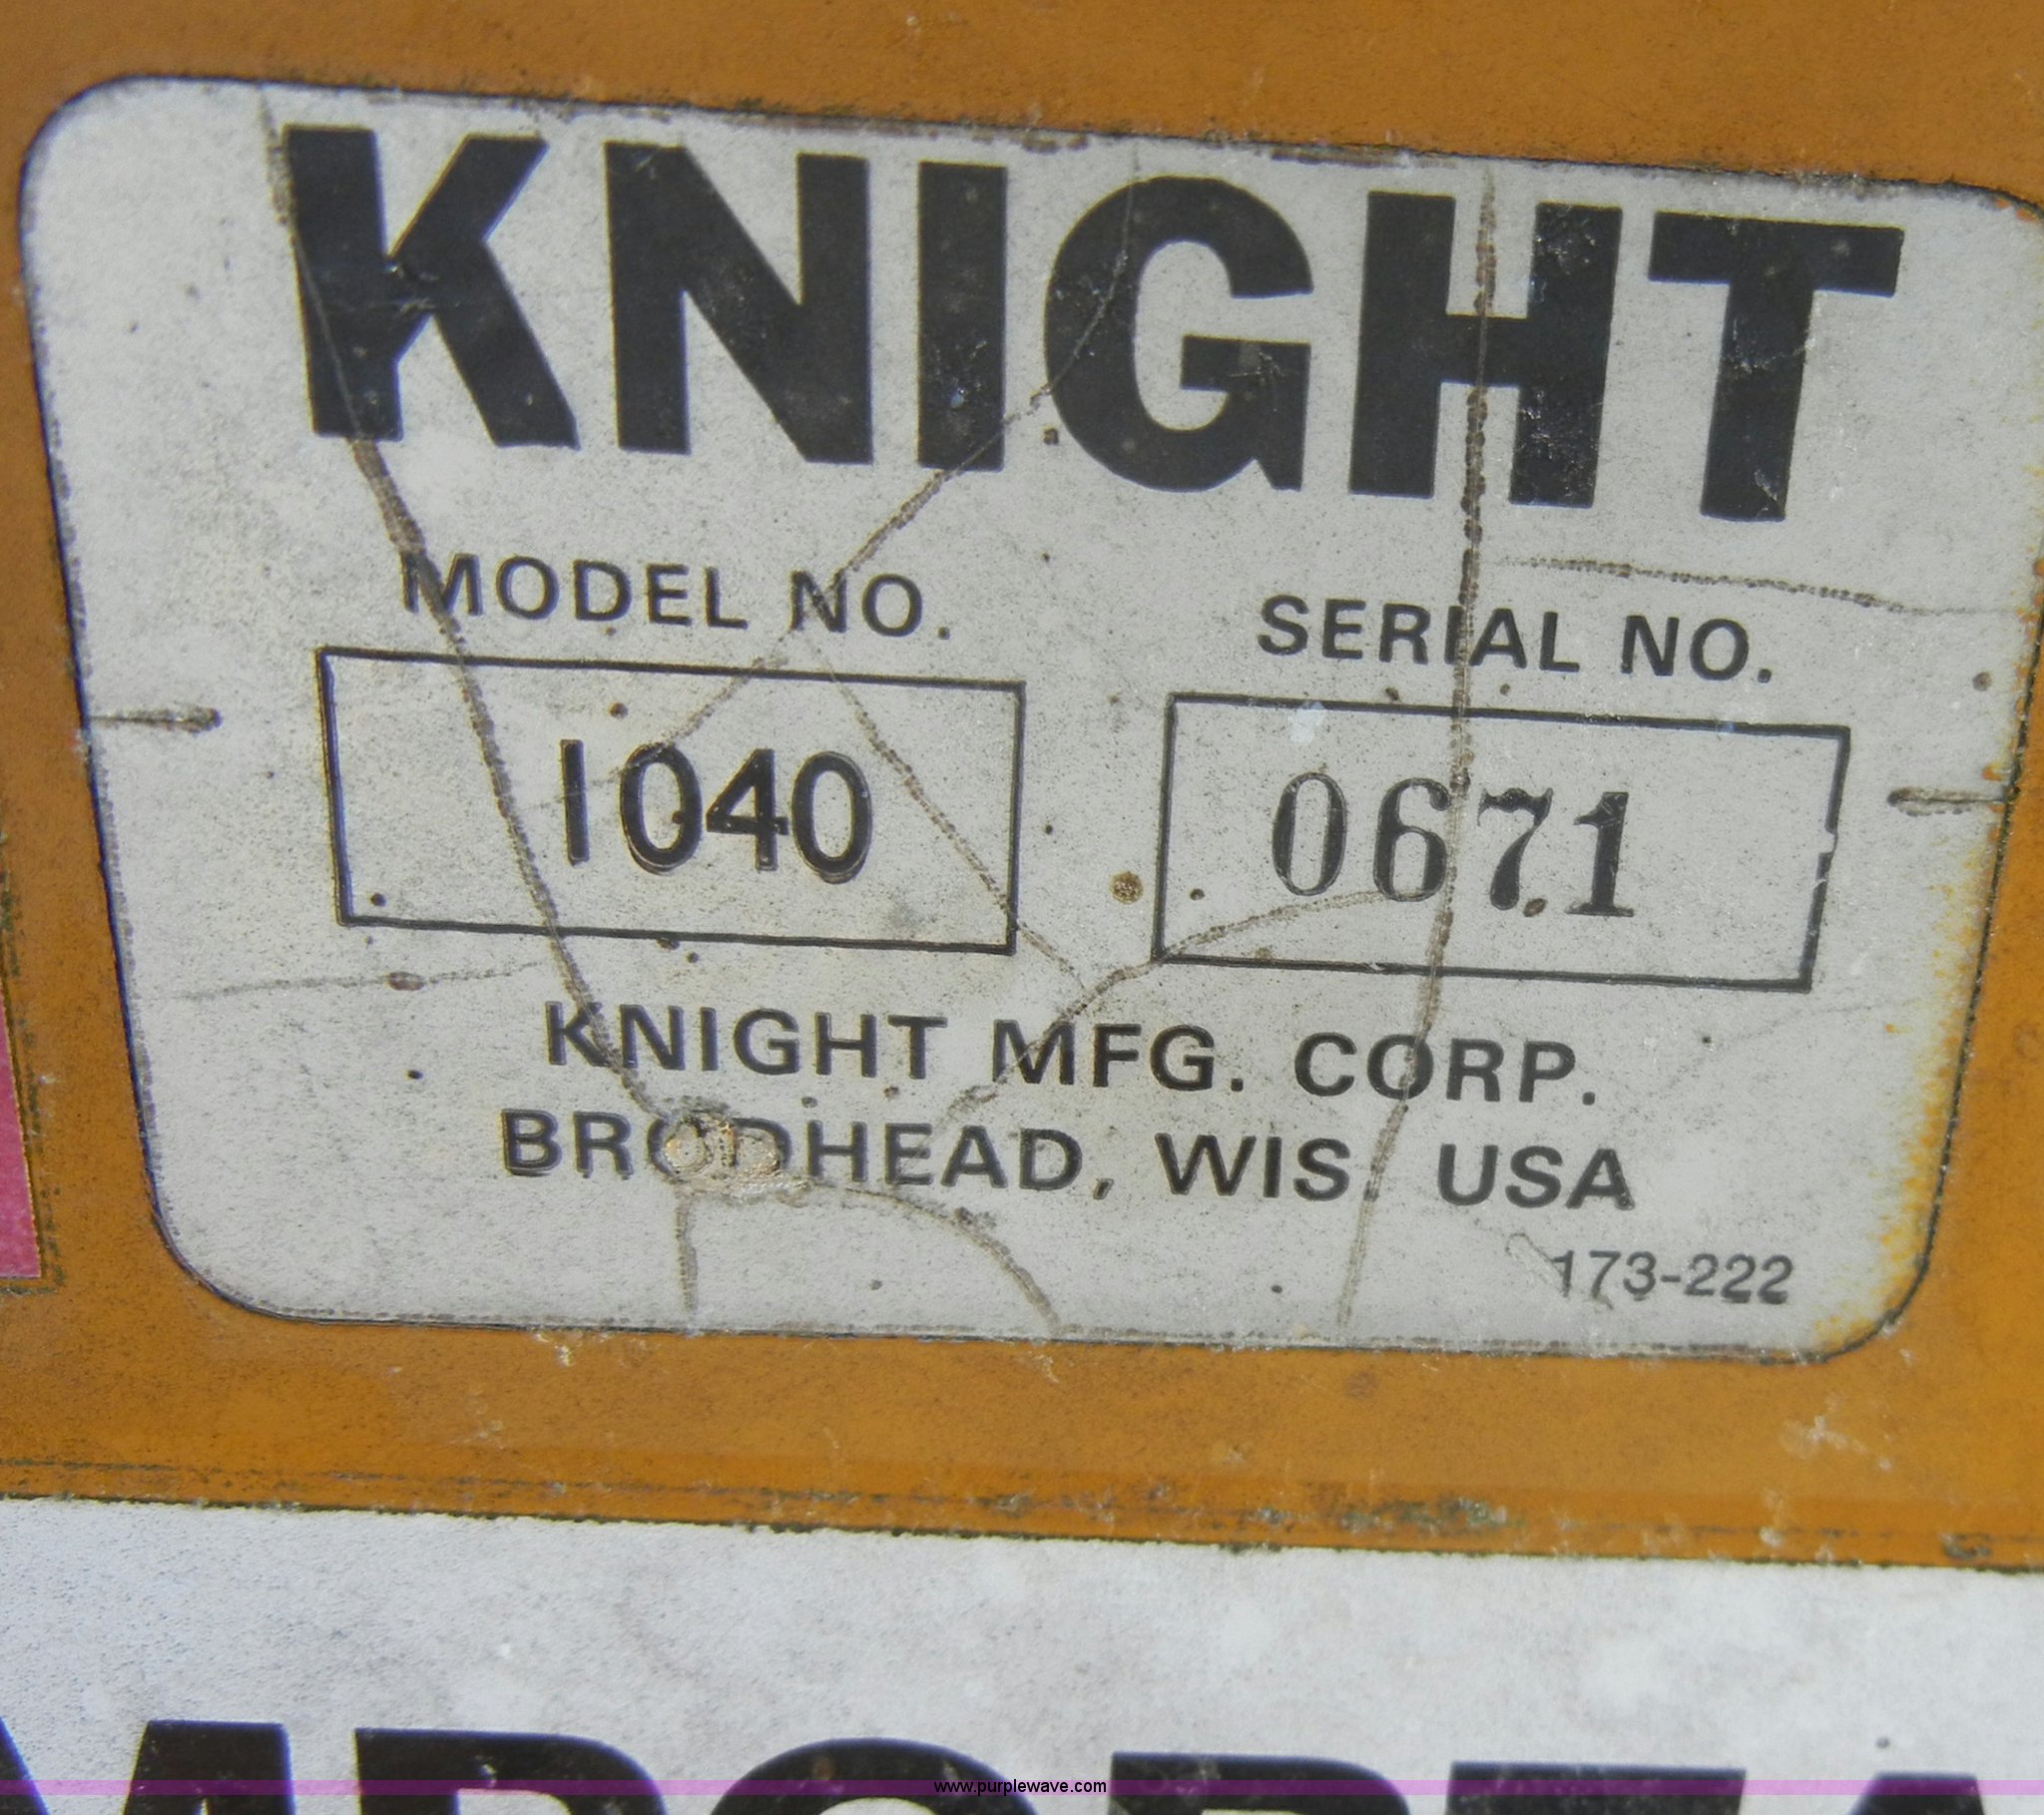 KNIGHT
MODEL NO. SERIAL NO.
1040 0671
KNIGHT MFG. CORP.
BRODHEAD, WIS. USA
173-222
www.purplewave.com